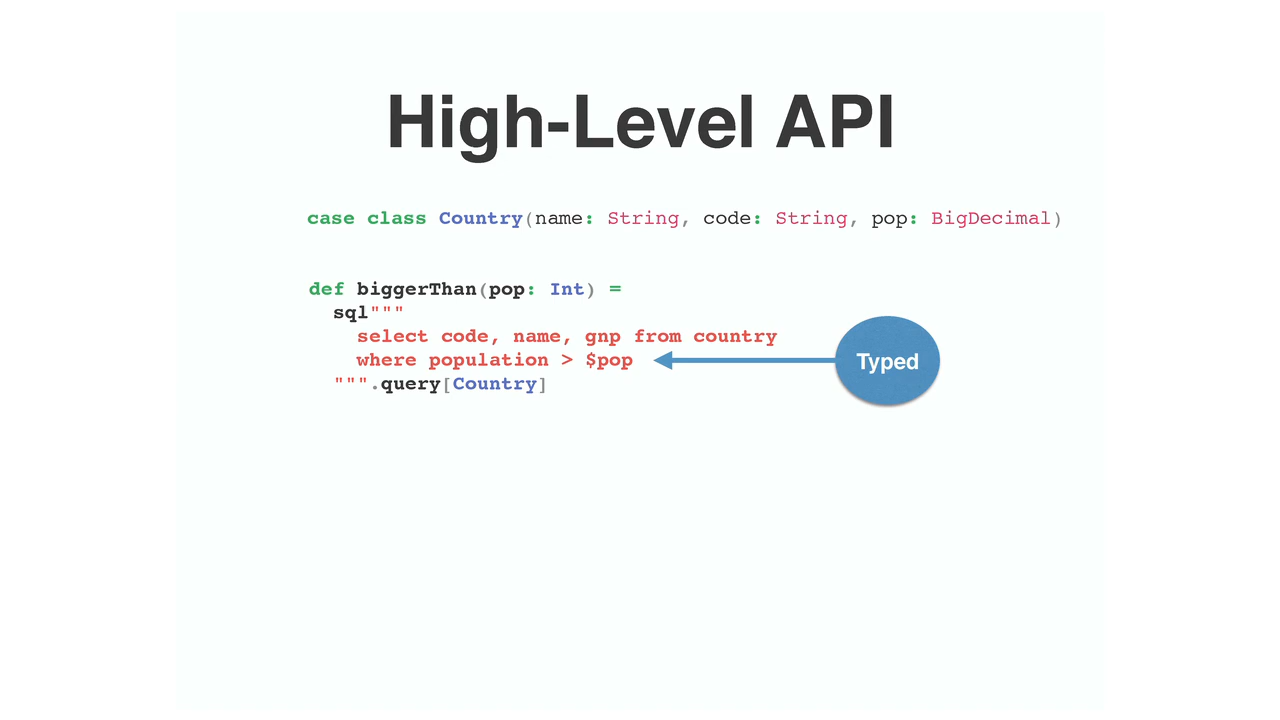 High-Level API
case class Country(name: String, code: String, pop: BigDecimal)
def biggerThan(pop: Int) =
sql"""
select code, name, gnp from country
where population > $pop
Typed
""".query[Country]